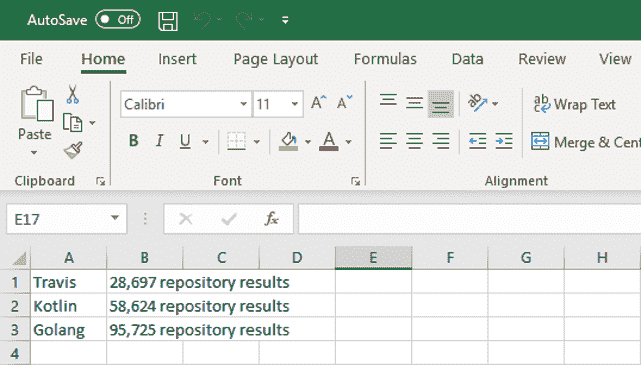 AutoSave Off
File Home Insert Page Layout Formulas Data Review View
Calibri 11 A A Wrap Text
Paste B I U A Merge & Cent
Clipboard Font Alignment
E17 fx
A B C D E F G H
1 Travis 28,697 repository results
2 Kotlin 58,624 repository results
3 Golang 95,725 repository results
4